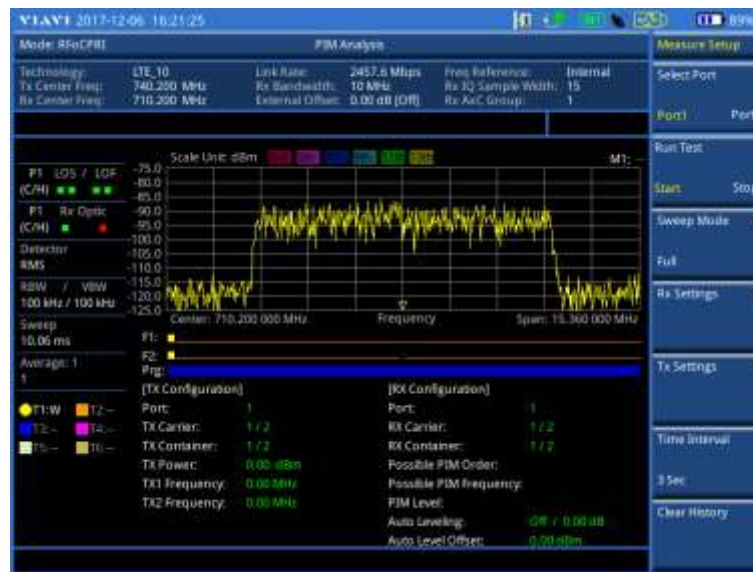 VIAVI 2017-12-06 16:21:25
89%
Mode: RFoCPRI
PIM Analysis
Measure Setup
Technology: LTE_10
Tx Center Freq: 740.200 MHz
Rx Center Freq: 710.200 MHz
Link Rate: 2457.6 Mbps
Rx Bandwidth: 10 MHz
External Offset: 0.00 dB [Off]
Freq Reference: Internal
Rx IQ Sample Width: 15
Rx AxC Group: 1
Select Port
Port1 Por
Run Test
Start Sto
Sweep Mode
Full
Rx Settings
Tx Settings
Time Interval
3 Sec
Clear History
Scale Unit: dBm
M1: --
P1 LOS / LOF
(C/H)
P1 Rx Optic
(C/H)
Detector
RMS
RBW / VBW
100 kHz / 100 kHz
Sweep
10.06 ms
Average: 1
1
T1:W T2:--
T3:-- T4:--
T5:-- T6:--
-75.0
-80.0
-85.0
-90.0
-95.0
-100.0
-105.0
-110.0
-115.0
-120.0
-125.0
Center: 710.200 000 MHz
Frequency
Span: 15.360 000 MHz
F1:
F2:
Prg:
[TX Configuration]
Port: 1
TX Carrier: 1 / 2
TX Container: 1 / 2
TX Power: 0.00 dBm
TX1 Frequency: 0.00 MHz
TX2 Frequency: 0.00 MHz
[RX Configuration]
Port: 1
RX Carrier: 1 / 2
RX Container: 1 / 2
Possible PIM Order:
Possible PIM Frequency:
PIM Level:
Auto Leveling: Off / 0.00 dB
Auto Level Offset: 0.00 dBm